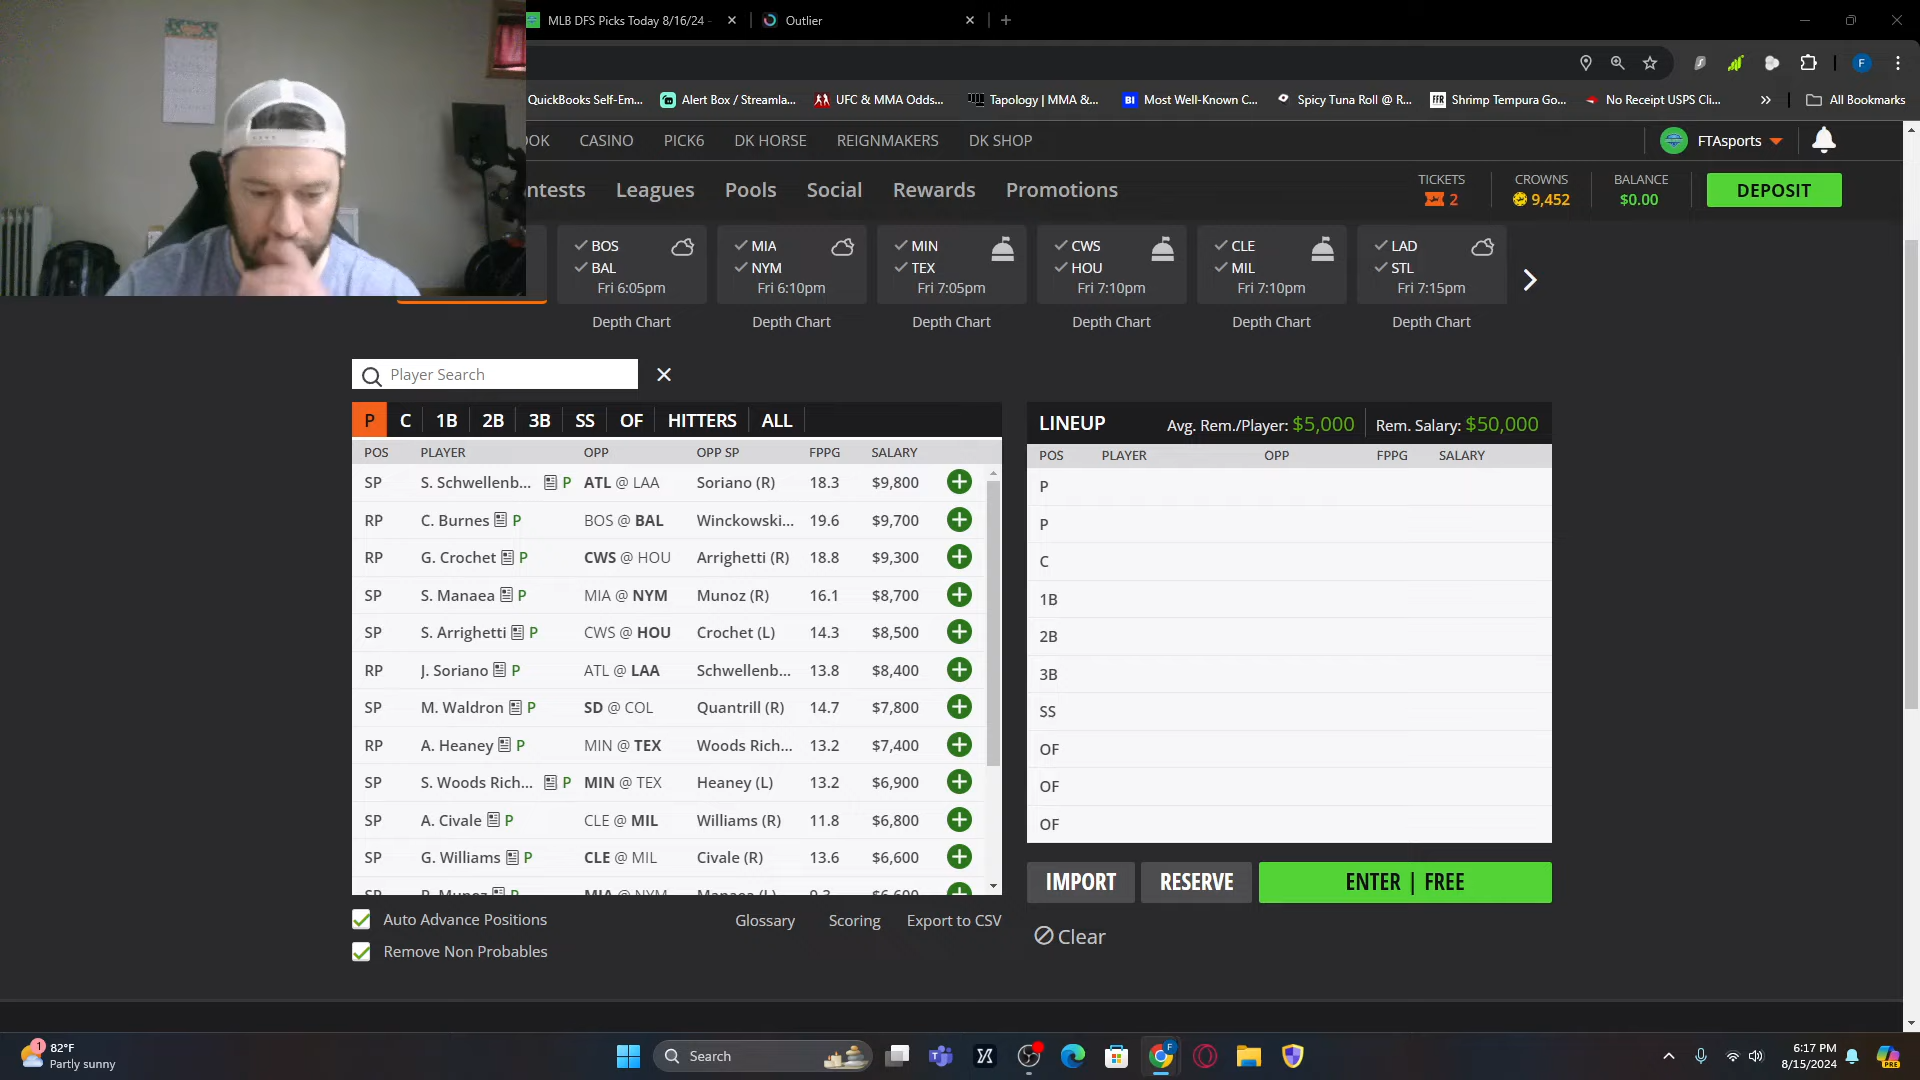 MLB DFS Picks Today 8/16/24 -
Outlier
QuickBooks Self-Em...
Alert Box / Streamla...
UFC & MMA Odds...
Tapology | MMA &...
Most Well-Known C...
Spicy Tuna Roll @ R...
Shrimp Tempura Go...
No Receipt USPS Cli...
All Bookmarks
OOK CASINO PICK6 DK HORSE REIGNMAKERS DK SHOP
FTAsports
ntests Leagues Pools Social Rewards Promotions
TICKETS
2
CROWNS
9,452
BALANCE
$0.00
DEPOSIT
BOS
BAL
Fri 6:05pm
Depth Chart
MIA
NYM
Fri 6:10pm
Depth Chart
MIN
TEX
Fri 7:05pm
Depth Chart
CWS
HOU
Fri 7:10pm
Depth Chart
CLE
MIL
Fri 7:10pm
Depth Chart
LAD
STL
Fri 7:15pm
Depth Chart
Player Search
P C 1B 2B 3B SS OF HITTERS ALL
POS PLAYER OPP OPP SP FPPG SALARY
SP S. Schwellenb... P ATL @ LAA Soriano (R) 18.3 $9,800
RP C. Burnes P BOS @ BAL Winckowski... 19.6 $9,700
RP G. Crochet P CWS @ HOU Arrighetti (R) 18.8 $9,300
SP S. Manaea P MIA @ NYM Munoz (R) 16.1 $8,700
SP S. Arrighetti P CWS @ HOU Crochet (L) 14.3 $8,500
RP J. Soriano P ATL @ LAA Schwellenb... 13.8 $8,400
SP M. Waldron P SD @ COL Quantrill (R) 14.7 $7,800
RP A. Heaney P MIN @ TEX Woods Rich... 13.2 $7,400
SP S. Woods Rich... P MIN @ TEX Heaney (L) 13.2 $6,900
SP A. Civale P CLE @ MIL Williams (R) 11.8 $6,800
SP G. Williams P CLE @ MIL Civale (R) 13.6 $6,600
SP R. Munoz P MIA @ NYM Manaea (L) 9.3 $6,600
Auto Advance Positions
Remove Non Probables
Glossary Scoring Export to CSV
LINEUP Avg. Rem./Player: $5,000 Rem. Salary: $50,000
POS PLAYER OPP FPPG SALARY
P
P
C
1B
2B
3B
SS
OF
OF
OF
IMPORT RESERVE ENTER | FREE
Clear
82°F
Partly sunny
Search
6:17 PM
8/15/2024